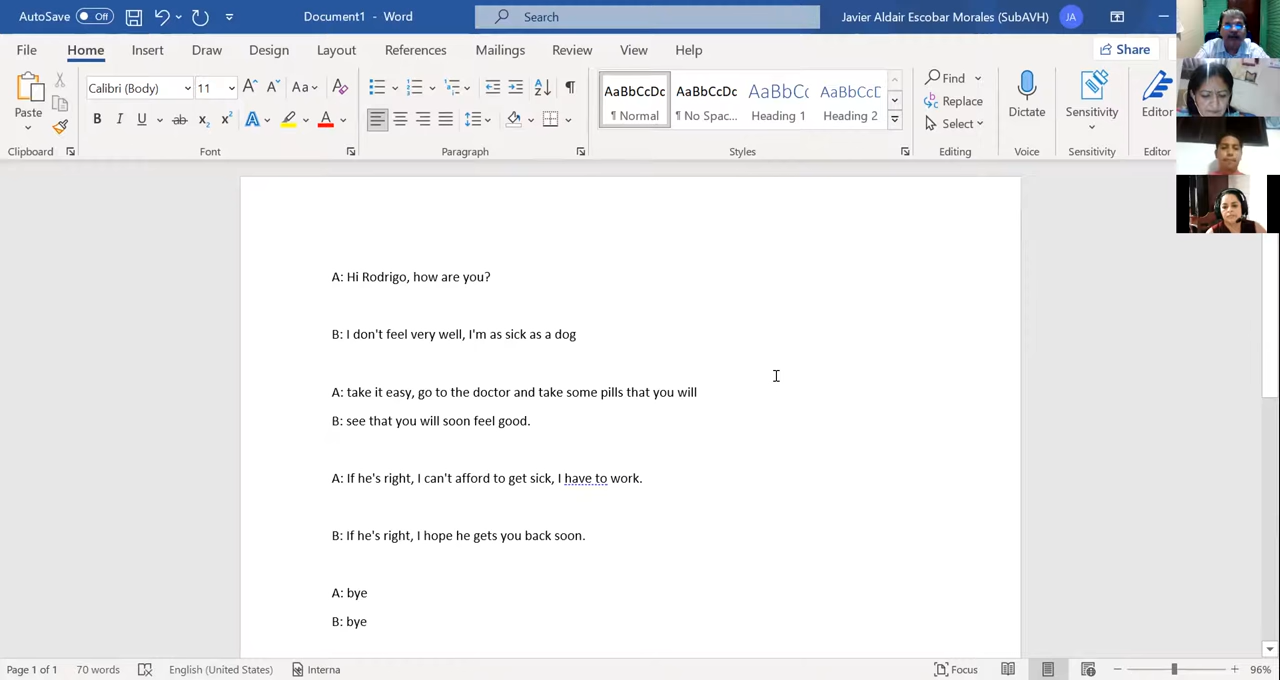 AutoSave Off Document1 - Word Search Javier Aldair Escobar Morales (SubAVH) JA
File Home Insert Draw Design Layout References Mailings Review View Help Share
Paste Calibri (Body) 11 Aa AaBbCcDc AaBbCcDc AaBbCc AaBbCcD Find Replace Select Dictate Sensitivity Editor
¶ Normal ¶ No Spac... Heading 1 Heading 2
Clipboard Font Paragraph Styles Editing Voice Sensitivity Editor
A: Hi Rodrigo, how are you?
B: I don't feel very well, I'm as sick as a dog
A: take it easy, go to the doctor and take some pills that you will
B: see that you will soon feel good.
A: If he's right, I can't afford to get sick, I have to work.
B: If he's right, I hope he gets you back soon.
A: bye
B: bye
Page 1 of 1 70 words English (United States) Interna Focus 96%